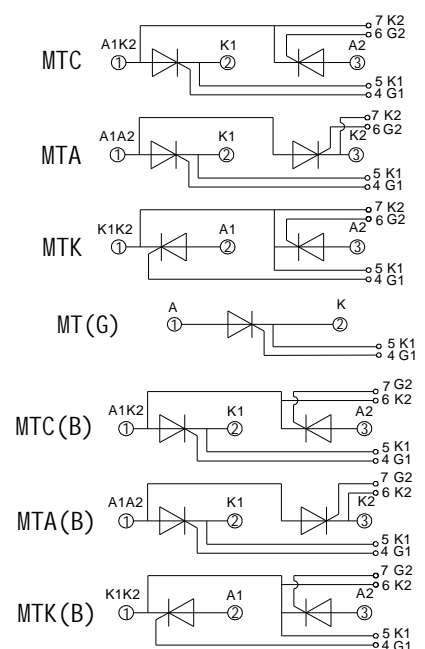 7 K2
6 G2
A1K2 K1 A2
MTC ① ② ③
5 K1
4 G1
7 K2
6 G2
A1A2 K1 K2
MTA ① ② ③
5 K1
4 G1
7 K2
6 G2
K1K2 A1 A2
MTK ① ② ③
5 K1
4 G1
A K
MT(G) ① ②
5 K1
4 G1
7 G2
6 K2
A1K2 K1 A2
MTC(B) ① ② ③
5 K1
4 G1
7 G2
6 K2
A1A2 K1 K2
MTA(B) ① ② ③
5 K1
4 G1
7 G2
6 K2
K1K2 A1 A2
MTK(B) ① ② ③
5 K1
4 G1